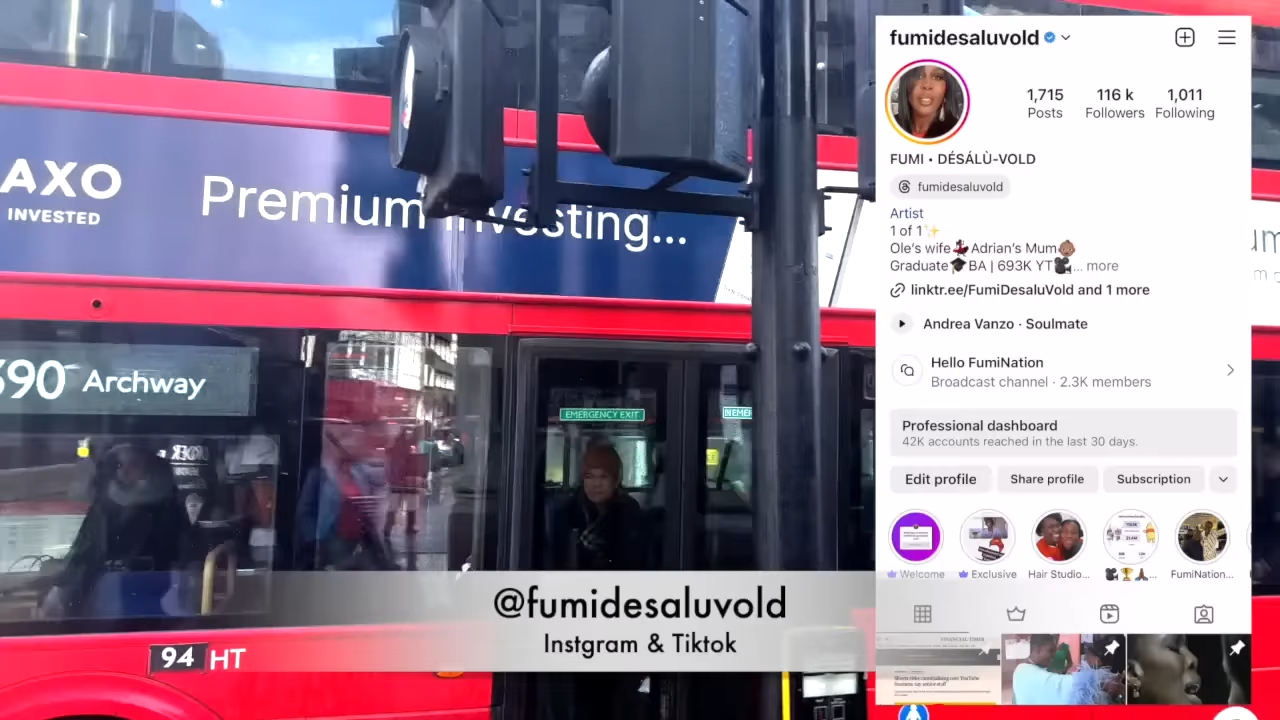 AXO
INVESTED
Premium investing...
390 Archway
EMERGENCY EXIT
94 HT
@fumidesaluvold
Instgram & Tiktok
fumidesaluvold
1,715
Posts
116 k
Followers
1,011
Following
FUMI • DÉSÁLÙ-VOLD
fumidesaluvold
Artist
1 of 1✨
Ole's wife💃🏿Adrian's Mum👶🏽
Graduate🎓BA | 693K YT🎥... more
linktr.ee/FumiDesaluVold and 1 more
Andrea Vanzo · Soulmate
Hello FumiNation
Broadcast channel · 2.3K members
Professional dashboard
42K accounts reached in the last 30 days.
Edit profile
Share profile
Subscription
Welcome
Exclusive
Hair Studio...
FumiNation...
FINANCIAL TIMES